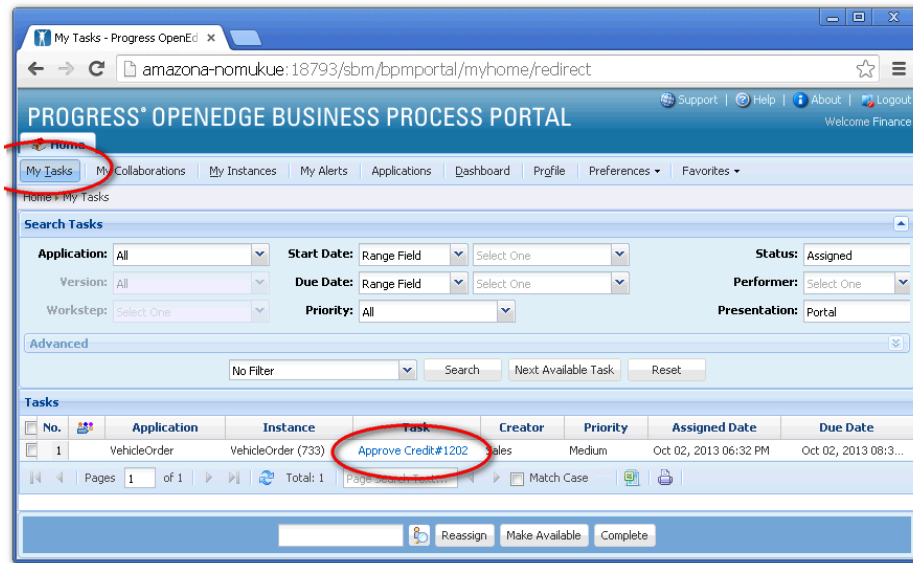 My Tasks - Progress OpenEd
amazona-nomukue:18793/sbm/bpmportal/myhome/redirect
Support | Help | About | Logout
PROGRESS® OPENEDGE BUSINESS PROCESS PORTAL
Welcome Finance
Home
My Tasks My Collaborations My Instances My Alerts Applications Dashboard Profile Preferences Favorites
Home My Tasks
Search Tasks
Application: All Start Date: Range Field Select One Status: Assigned
Version: All Due Date: Range Field Select One Performer: Select One
Workstep: Select One Priority: All Presentation: Portal
Advanced
No Filter Search Next Available Task Reset
Tasks
No. Application Instance Task Creator Priority Assigned Date Due Date
1 VehicleOrder VehicleOrder (733) Approve Credit#1202 Sales Medium Oct 02, 2013 06:32 PM Oct 02, 2013 08:3...
Pages 1 of 1 Total: 1 Page Search Text... Match Case
Reassign Make Available Complete